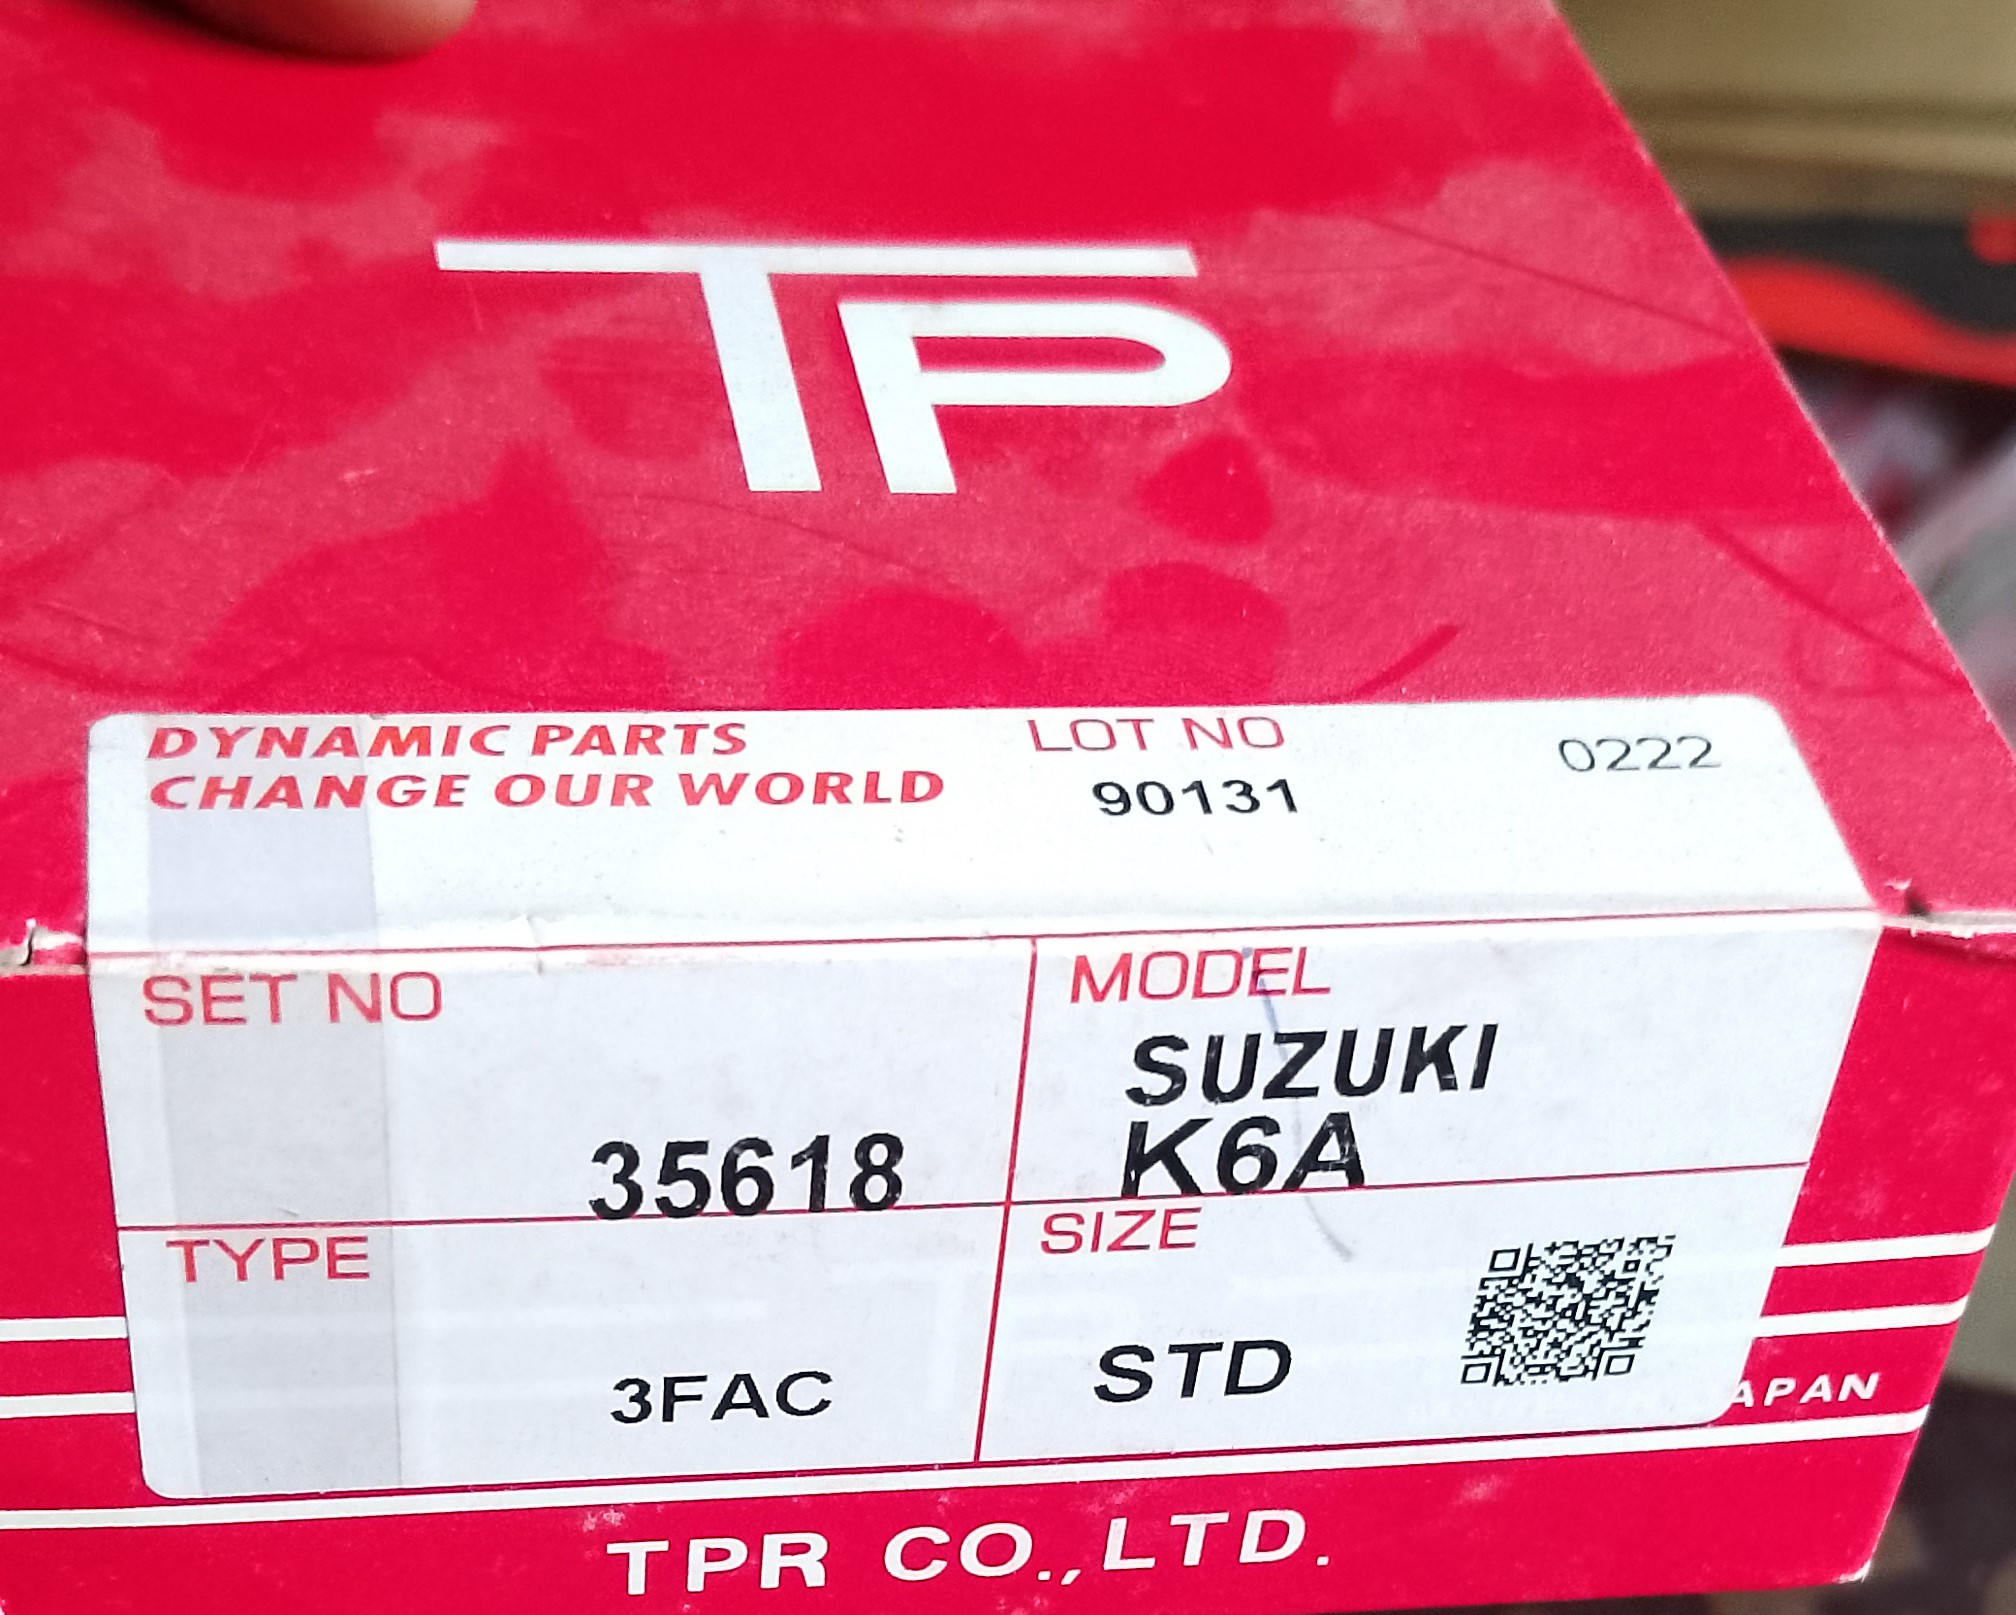 TP
DYNAMIC PARTS
CHANGE OUR WORLD
LOT NO
90131
0222
SET NO
35618
MODEL
SUZUKI
K6A
TYPE
3FAC
SIZE
STD
APAN
TPR CO.,LTD.